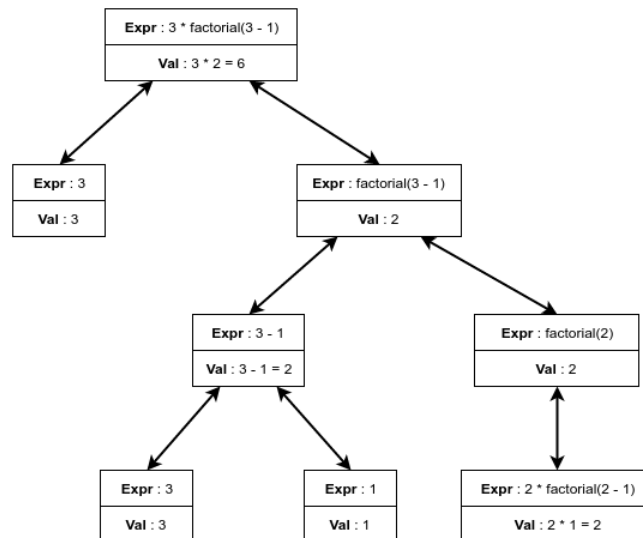 Expr : 3 * factorial(3 - 1)
Val : 3 * 2 = 6
Expr : 3
Val : 3
Expr : factorial(3 - 1)
Val : 2
Expr : 3 - 1
Val : 3 - 1 = 2
Expr : factorial(2)
Val : 2
Expr : 3
Val : 3
Expr : 1
Val : 1
Expr : 2 * factorial(2 - 1)
Val : 2 * 1 = 2